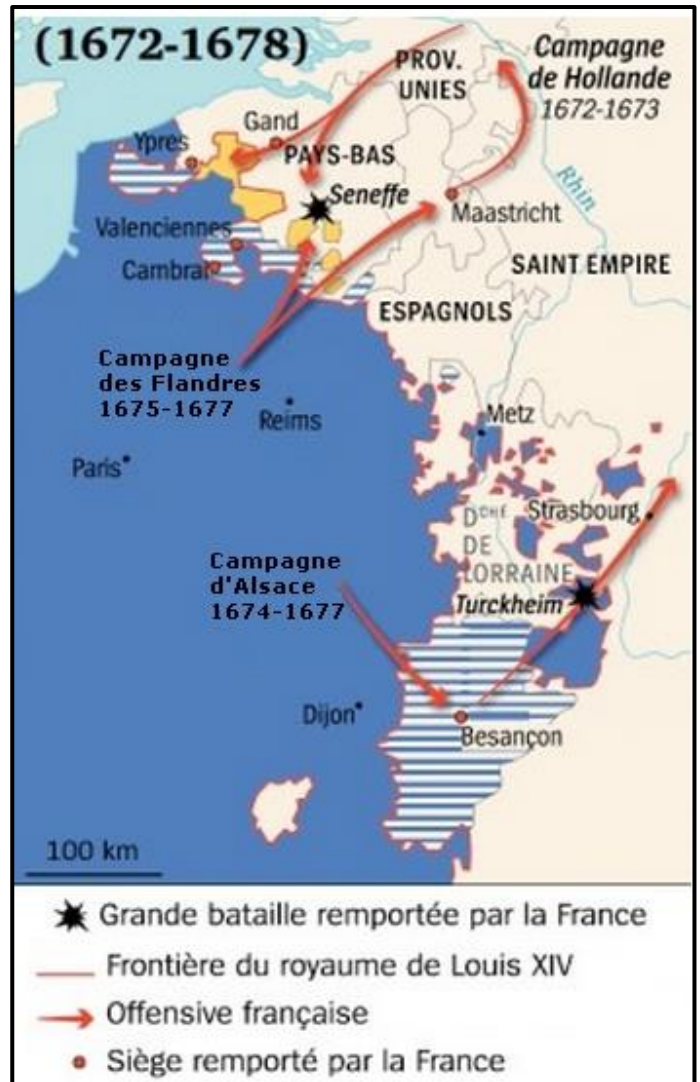 (1672-1678)
Campagne
de Hollande
1672-1673
PROV.
UNIES
Gand
Ypres
PAYS-BAS
Seneffe
Rhin
Maastricht
Valenciennes
Cambrai
SAINT EMPIRE
ESPAGNOLS
Campagne
des Flandres
1675-1677
Reims
Metz
Paris
Strasbourg
DCHÉ
DE
LORRAINE
Campagne
d'Alsace
1674-1677
Turckheim
Dijon
Besançon
100 km
Grande bataille remportée par la France
Frontière du royaume de Louis XIV
Offensive française
Siège remporté par la France